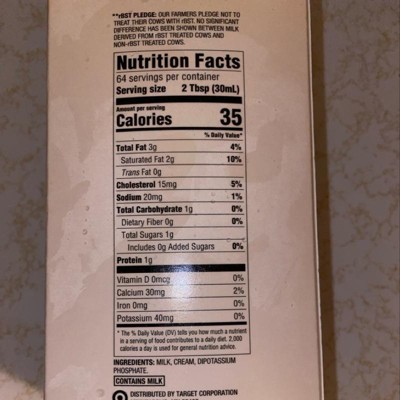 **rBST PLEDGE: OUR FARMERS PLEDGE NOT TO
TREAT THEIR COWS WITH rBST. NO SIGNIFICANT
DIFFERENCE HAS BEEN SHOWN BETWEEN MILK
DERIVED FROM rBST TREATED COWS AND
NON-rBST TREATED COWS.
Nutrition Facts
64 servings per container
Serving size 2 Tbsp (30mL)
Amount per serving
Calories 35
% Daily Value*
Total Fat 3g 4%
Saturated Fat 2g 10%
Trans Fat 0g
Cholesterol 15mg 5%
Sodium 20mg 1%
Total Carbohydrate 1g 0%
Dietary Fiber 0g 0%
Total Sugars 1g
Includes 0g Added Sugars 0%
Protein 1g
Vitamin D 0mcg 0%
Calcium 30mg 2%
Iron 0mg 0%
Potassium 40mg 0%
* The % Daily Value (DV) tells you how much a nutrient
in a serving of food contributes to a daily diet. 2,000
calories a day is used for general nutrition advice.
INGREDIENTS: MILK, CREAM, DIPOTASSIUM
PHOSPHATE.
CONTAINS MILK
DISTRIBUTED BY TARGET CORPORATION